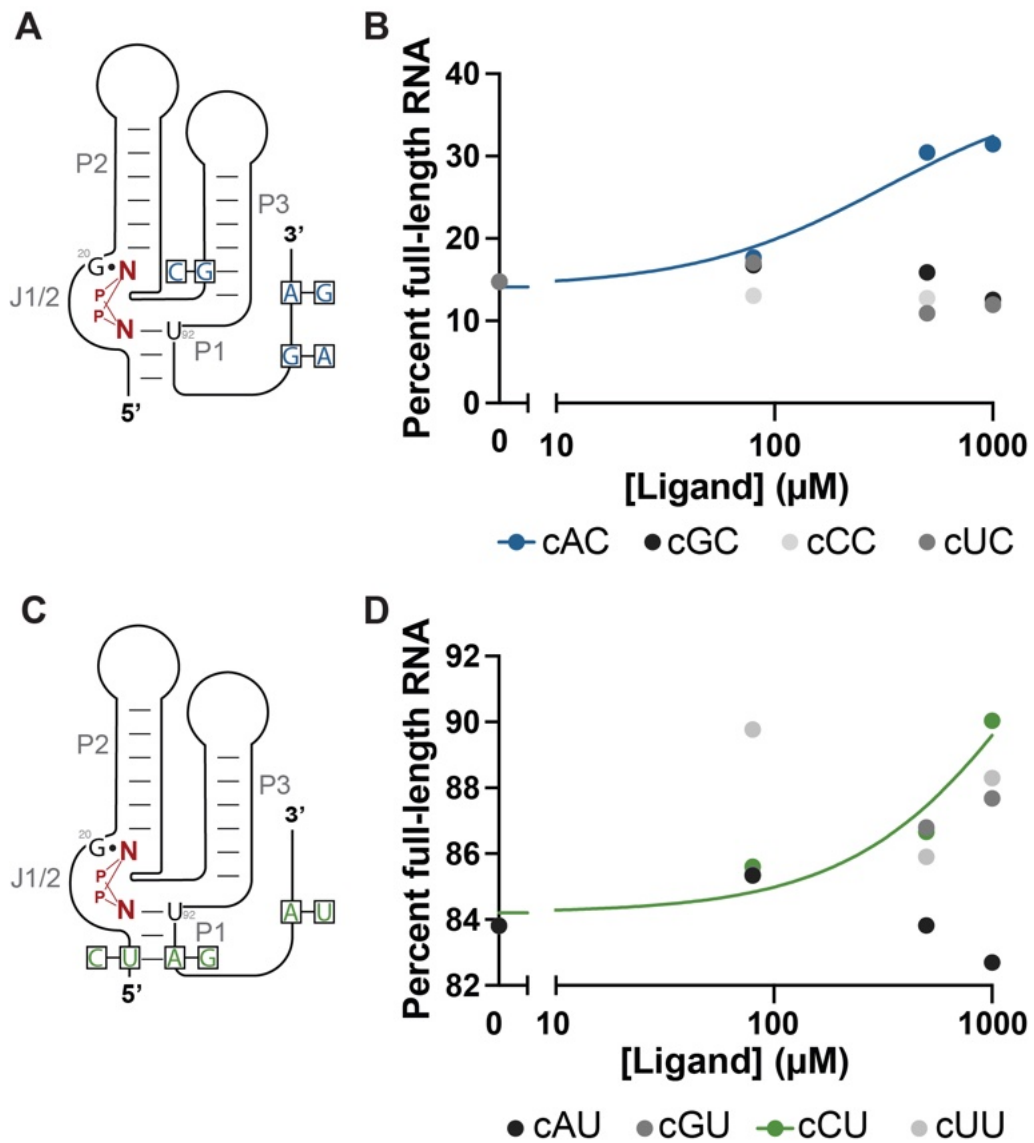 A
P2
P3
3'
20
G N
C G
P
J1/2
P
A G
N U 92
P1
G A
5'
B
Percent full-length RNA
40
30
20
10
0
0 10 100 1000
[Ligand] (µM)
cAC cGC cCC cUC
C
P2
P3
3'
20
G N
P
J1/2
P
N U 92
A U
P1
C U A G
5'
D
Percent full-length RNA
92
90
88
86
84
82
0 10 100 1000
[Ligand] (µM)
cAU cGU cCU cUU